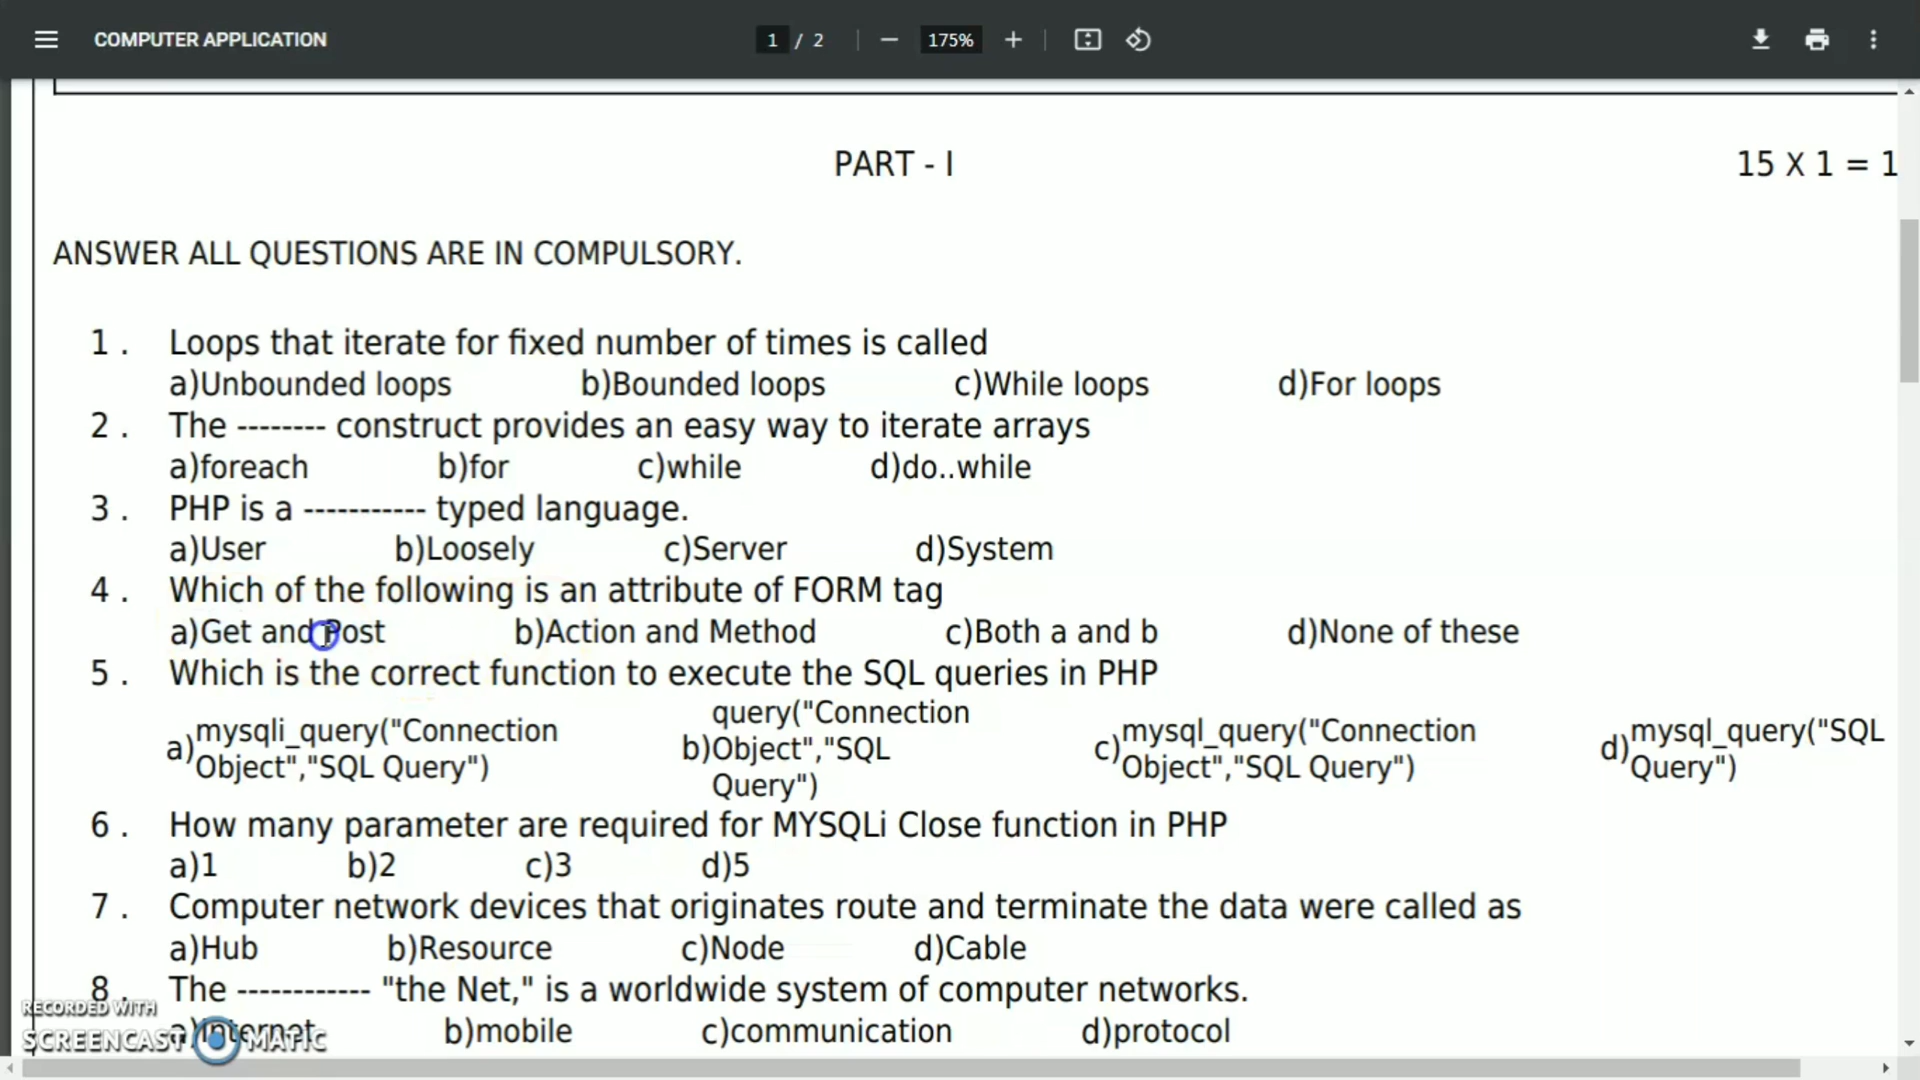 COMPUTER APPLICATION
1 / 2
175%
PART - I
15 X 1 = 1
ANSWER ALL QUESTIONS ARE IN COMPULSORY.
1 . Loops that iterate for fixed number of times is called
a)Unbounded loops b)Bounded loops c)While loops d)For loops
2 . The -------- construct provides an easy way to iterate arrays
a)foreach b)for c)while d)do..while
3 . PHP is a ----------- typed language.
a)User b)Loosely c)Server d)System
4 . Which of the following is an attribute of FORM tag
a)Get and Post b)Action and Method c)Both a and b d)None of these
5 . Which is the correct function to execute the SQL queries in PHP
a)mysqli_query("Connection
Object","SQL Query")
b)query("Connection
Object","SQL
Query")
c)mysql_query("Connection
Object","SQL Query")
d)mysql_query("SQL
Query")
6 . How many parameter are required for MYSQLi Close function in PHP
a)1 b)2 c)3 d)5
7 . Computer network devices that originates route and terminate the data were called as
a)Hub b)Resource c)Node d)Cable
8 . The ------------ "the Net," is a worldwide system of computer networks.
a)Internet b)mobile c)communication d)protocol
RECORDED WITH
SCREENCAST MATIC